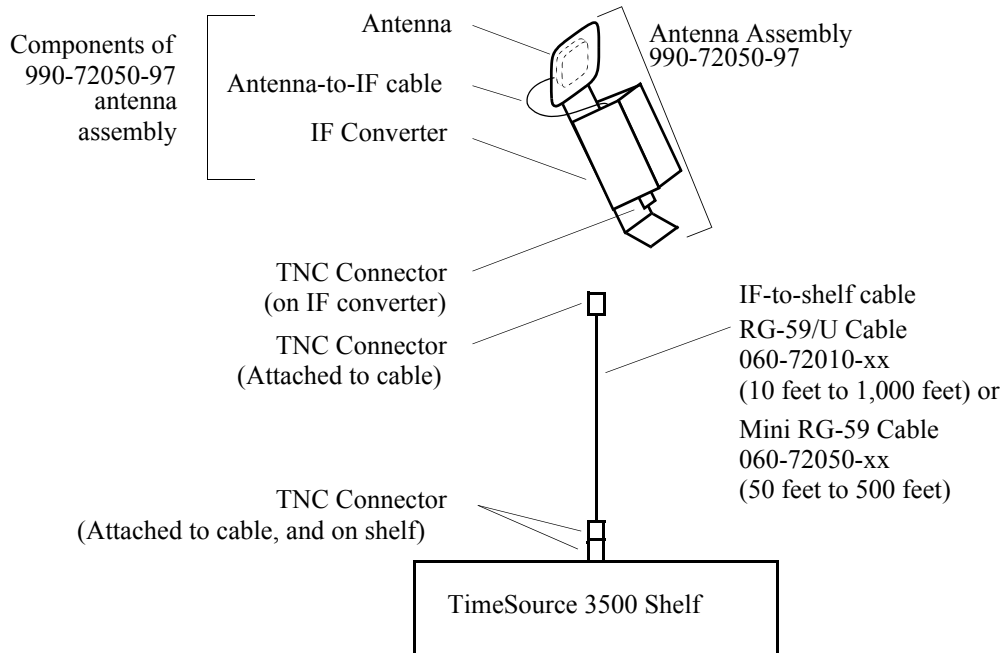 Components of
990-72050-97
antenna
assembly
Antenna
Antenna-to-IF cable
IF Converter
Antenna Assembly
990-72050-97
TNC Connector
(on IF converter)
TNC Connector
(Attached to cable)
IF-to-shelf cable
RG-59/U Cable
060-72010-xx
(10 feet to 1,000 feet) or
Mini RG-59 Cable
060-72050-xx
(50 feet to 500 feet)
TNC Connector
(Attached to cable, and on shelf)
TimeSource 3500 Shelf